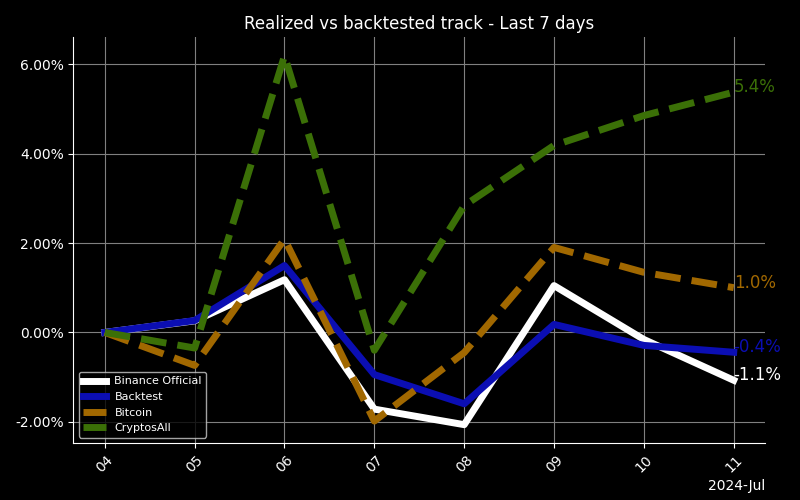 Realized vs backtested track - Last 7 days
6.00%
4.00%
2.00%
0.00%
-2.00%
5.4%
1.0%
-0.4%
-1.1%
Binance Official
Backtest
Bitcoin
CryptosAll
04
05
06
07
08
09
10
11
2024-Jul